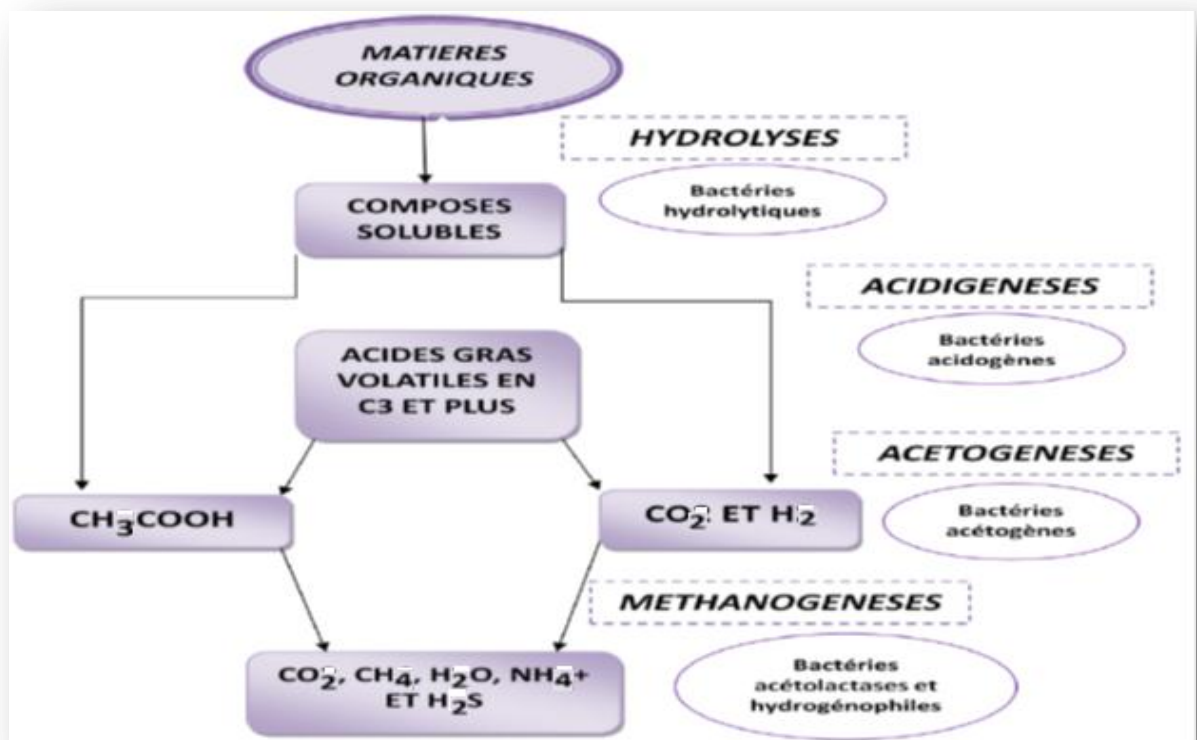 MATIERES
ORGANIQUES
HYDROLYSES
Bactéries
hydrolytiques
COMPOSES
SOLUBLES
ACIDIGENESES
Bactéries
acidogènes
ACIDES GRAS
VOLATILES EN
C3 ET PLUS
ACETOGENESES
Bactéries
acétogènes
CH3COOH
CO2 ET H2
METHANOGENESES
Bactéries
acétolactases et
hydrogénophiles
CO2, CH4, H2O, NH4+
ET H2S